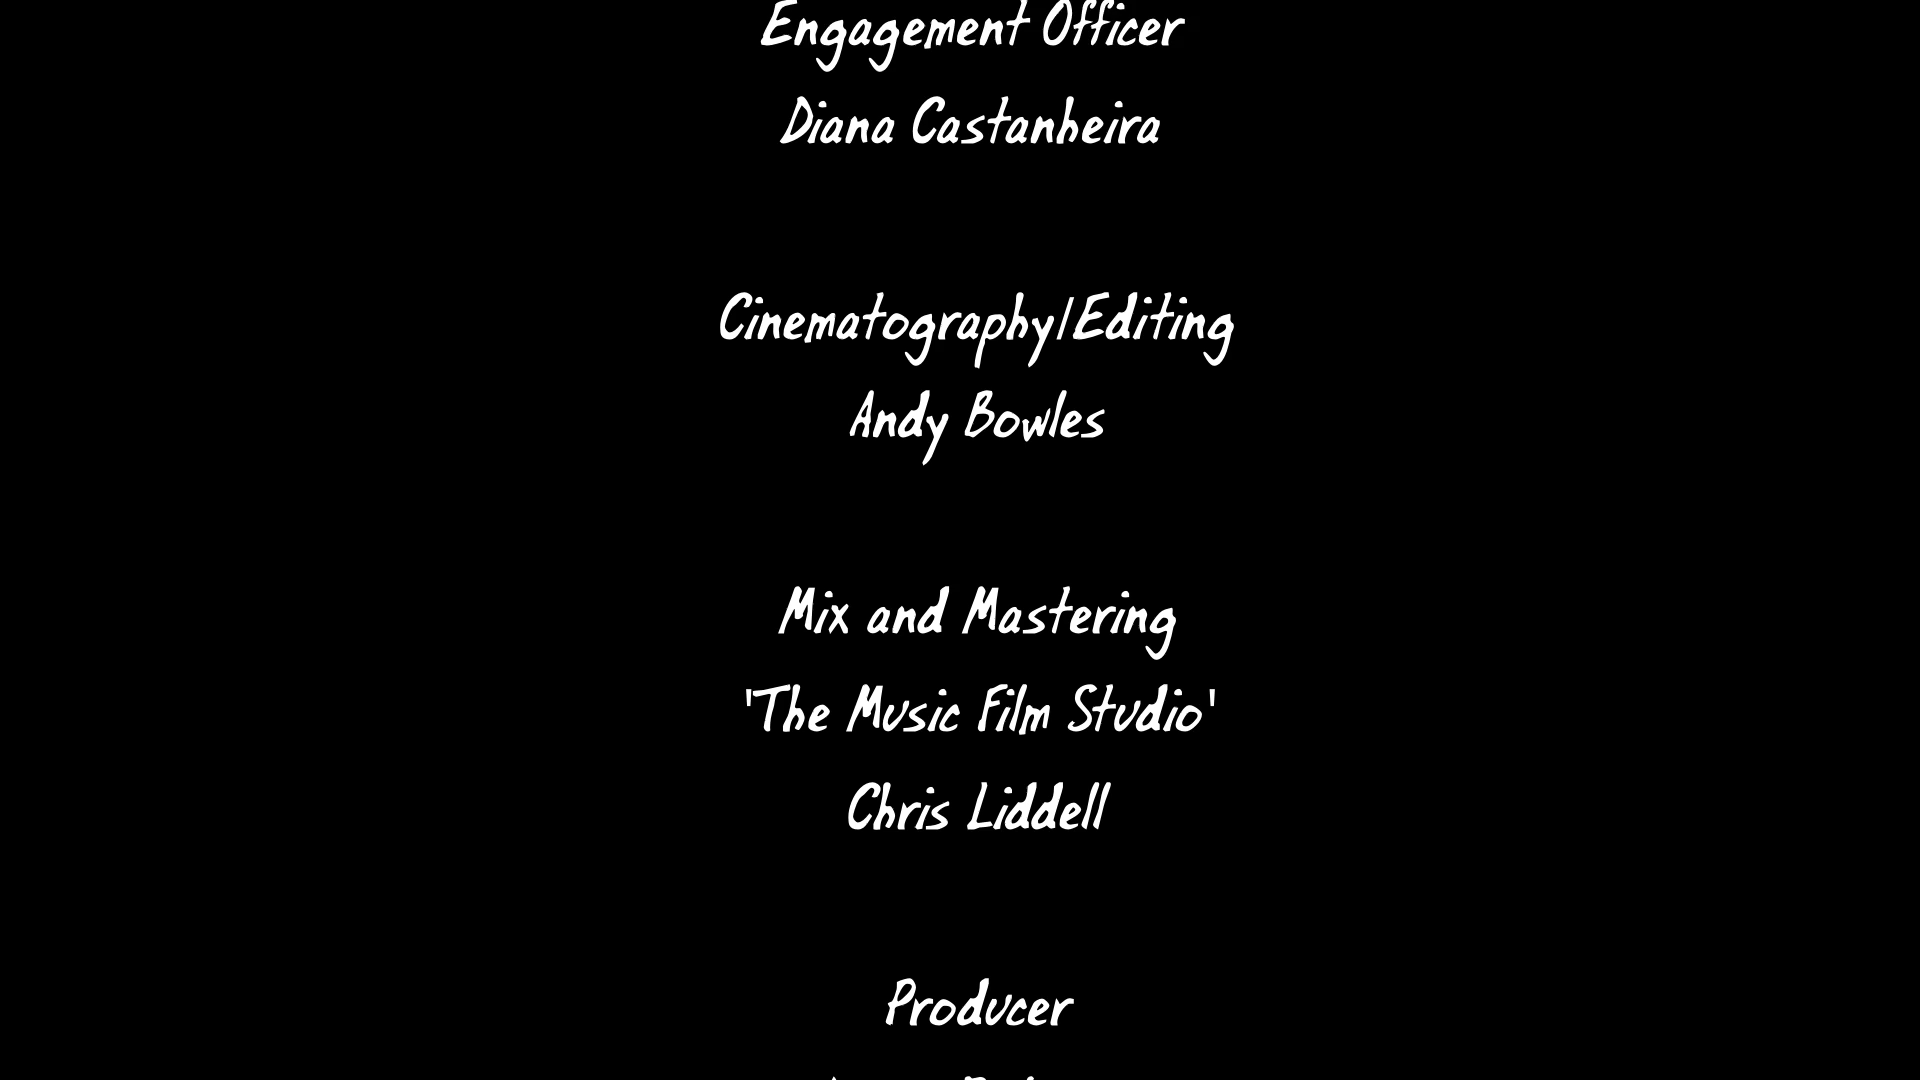 Engagement Officer
Diana Castanheira
Cinematography/Editing
Andy Bowles
Mix and Mastering
'The Music Film Studio'
Chris Liddell
Producer